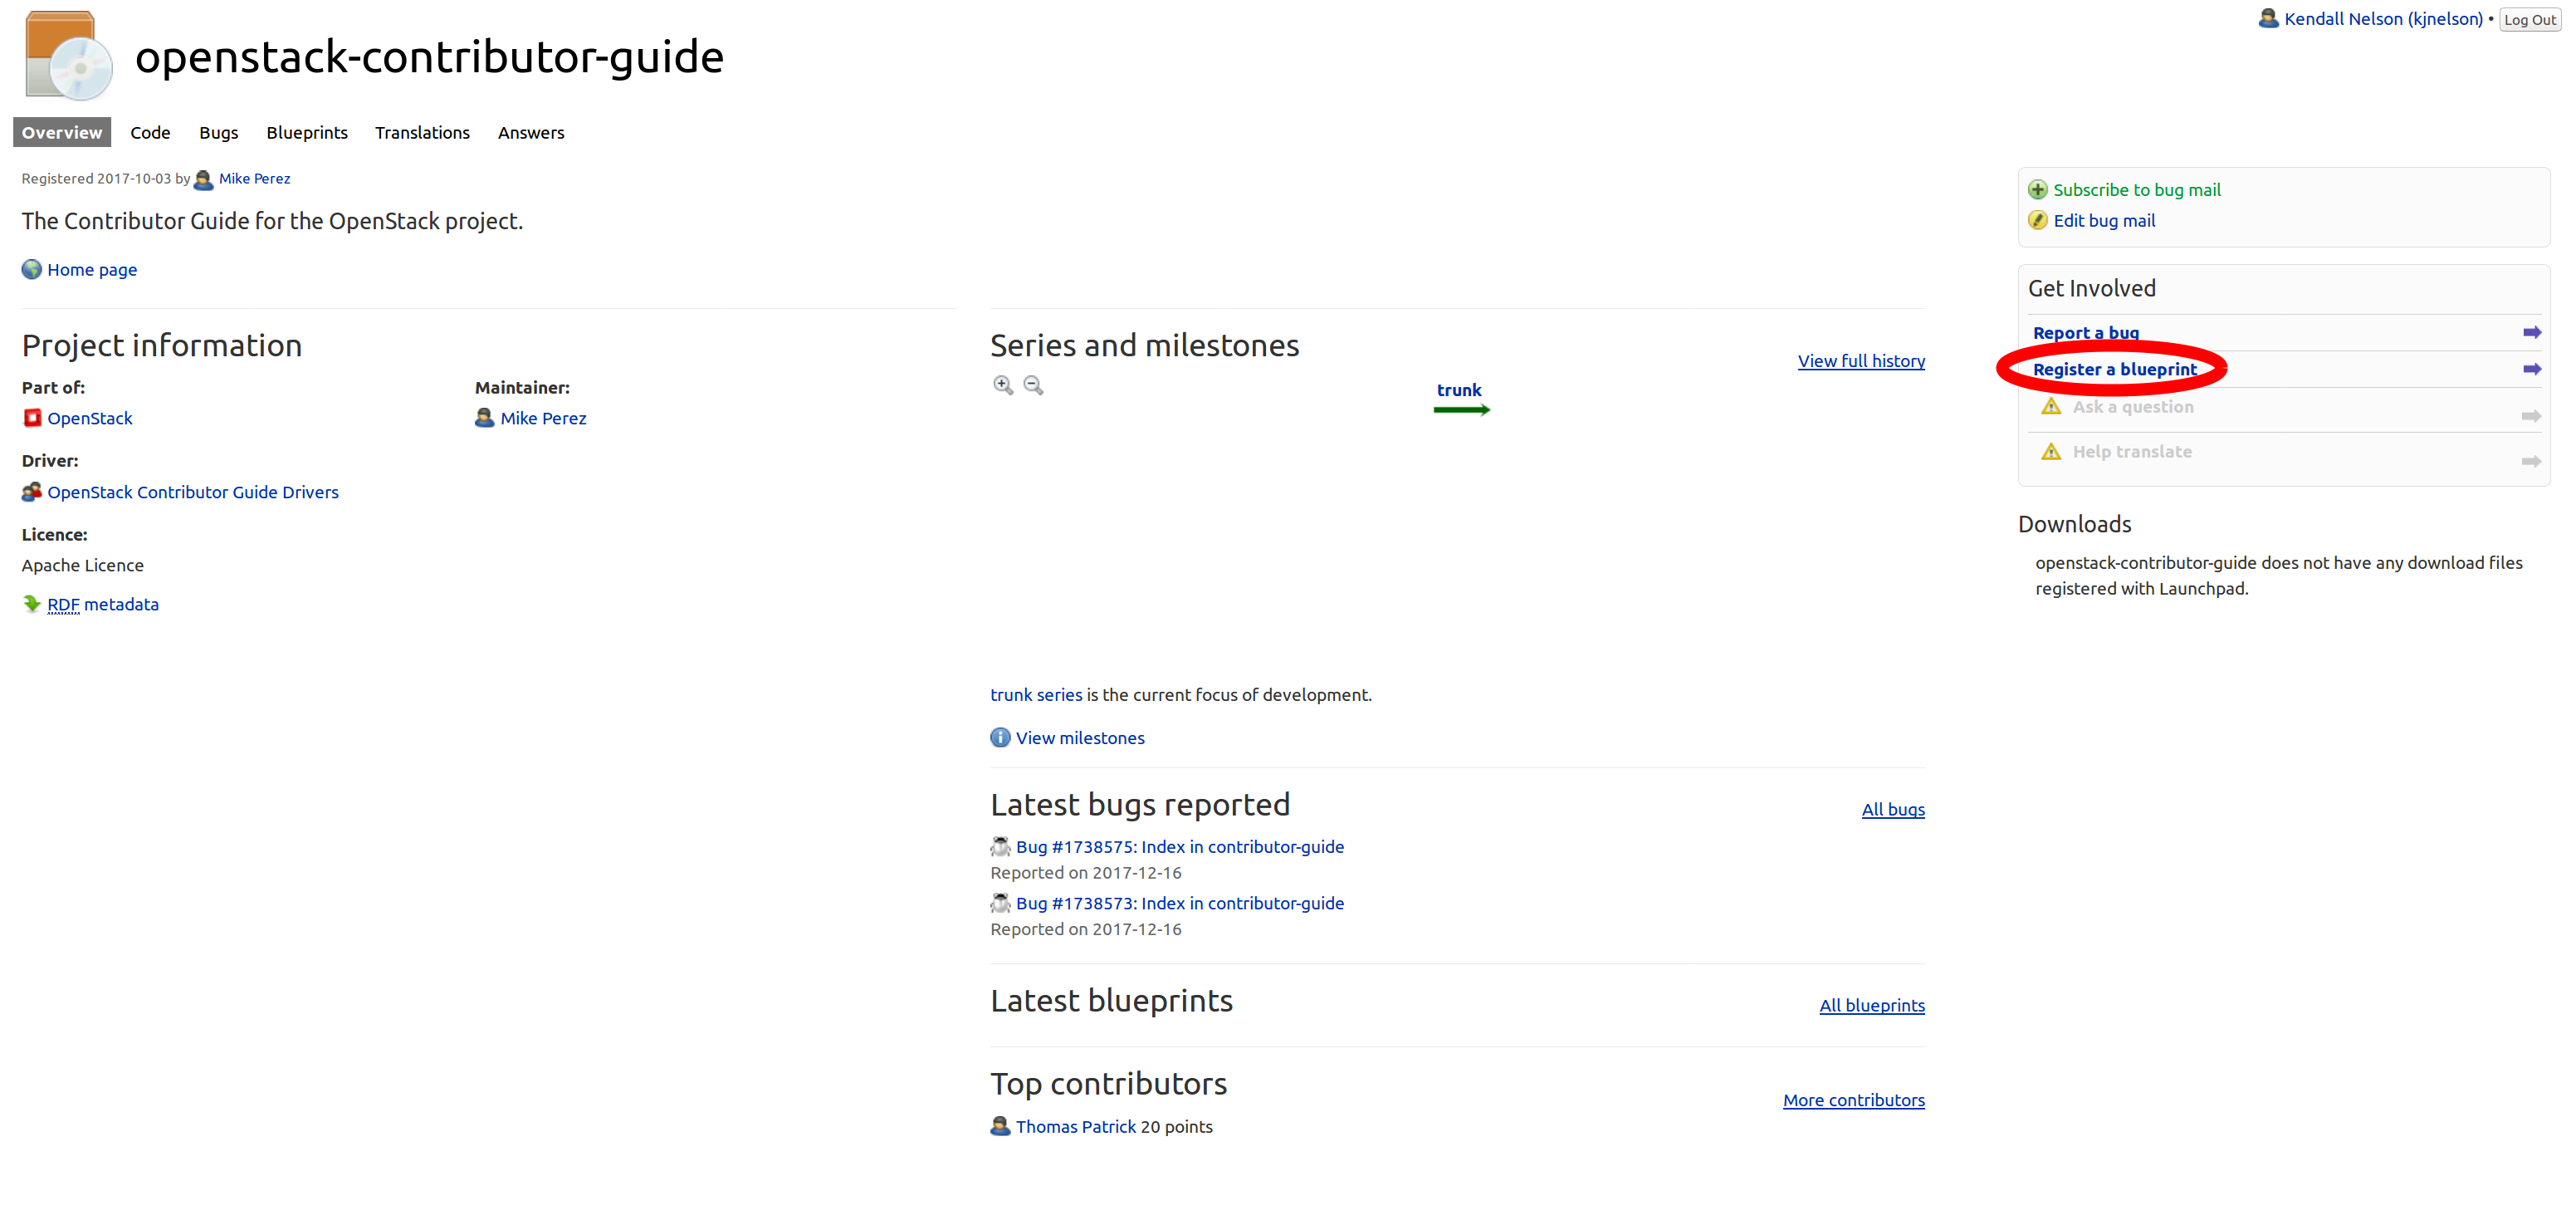 Kendall Nelson (kjnelson) • Log Out
openstack-contributor-guide
Overview Code Bugs Blueprints Translations Answers
Registered 2017-10-03 by Mike Perez
The Contributor Guide for the OpenStack project.
Home page
Project information
Part of:
OpenStack
Maintainer:
Mike Perez
Driver:
OpenStack Contributor Guide Drivers
Licence:
Apache Licence
RDF metadata
Series and milestones
View full history
trunk
trunk series is the current focus of development.
View milestones
Latest bugs reported
All bugs
Bug #1738575: Index in contributor-guide
Reported on 2017-12-16
Bug #1738573: Index in contributor-guide
Reported on 2017-12-16
Latest blueprints
All blueprints
Top contributors
More contributors
Thomas Patrick 20 points
Subscribe to bug mail
Edit bug mail
Get Involved
Report a bug
Register a blueprint
Ask a question
Help translate
Downloads
openstack-contributor-guide does not have any download files
registered with Launchpad.